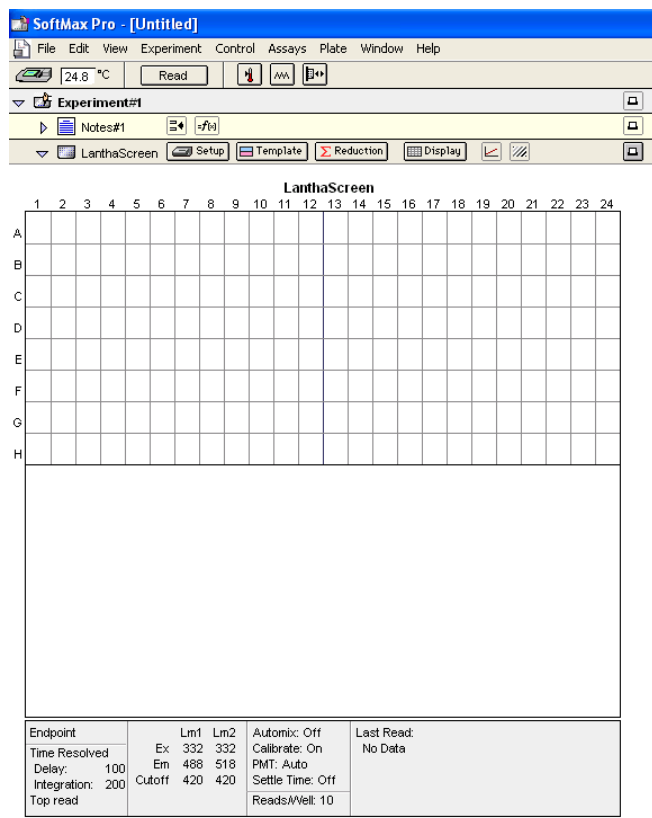 SoftMax Pro - [Untitled]
File Edit View Experiment Control Assays Plate Window Help
24.8 °C Read
Experiment#1
Notes#1 =f(x)
LanthaScreen Setup Template Σ Reduction Display
LanthaScreen
1 2 3 4 5 6 7 8 9 10 11 12 13 14 15 16 17 18 19 20 21 22 23 24
A
B
C
D
E
F
G
H
Endpoint
Time Resolved
Delay: 100
Integration: 200
Top read
Lm1 Lm2
Ex 332 332
Em 488 518
Cutoff 420 420
Automix: Off
Calibrate: On
PMT: Auto
Settle Time: Off
Reads/Well: 10
Last Read:
No Data